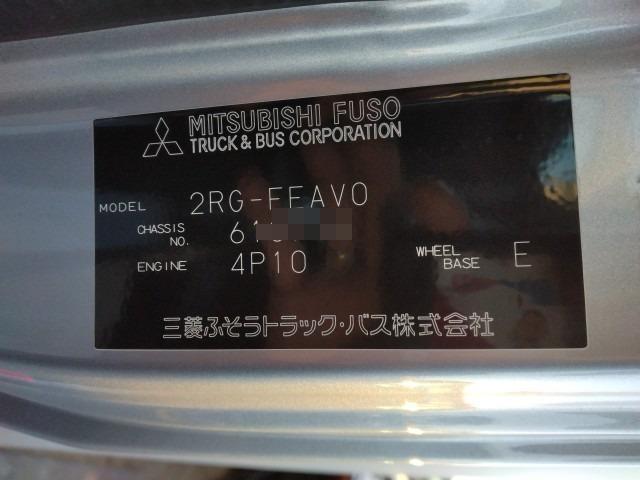 MITSUBISHI FUSO
TRUCK & BUS CORPORATION
MODEL 2RG-FEAV0
CHASSIS NO. 61
ENGINE 4P10
WHEEL BASE E
三菱ふそうトラック・バス株式会社